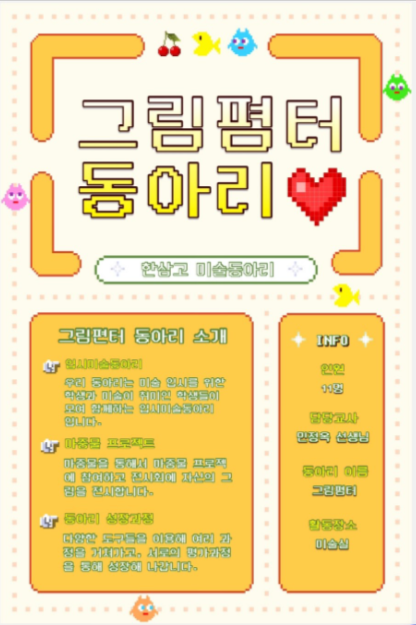 그림펌터
동아리
한삼고 미술동아리
그림펀터 동아리 소개
입시미술동아리
우리 동아리는 미술 입시를 위한
학생과 미술이 취미인 학생들이
모여 함께하는 입시미술동아리
입니다~
마중물 프로젝트
마중물을 통해서 마중물 프로젝
에 참여하고 전시회에 자신의 그
림을 전시합니다~
동아리 성장과정
다양한 도구들을 이용해 여러 과
정을 거쳐가고, 서로의 평가과정
을 통해 성장해 나갑니다~
INFO
인원
11명
담당교사
민정옥 선생님
동아리 이름
그림펀터
활동장소
미술실